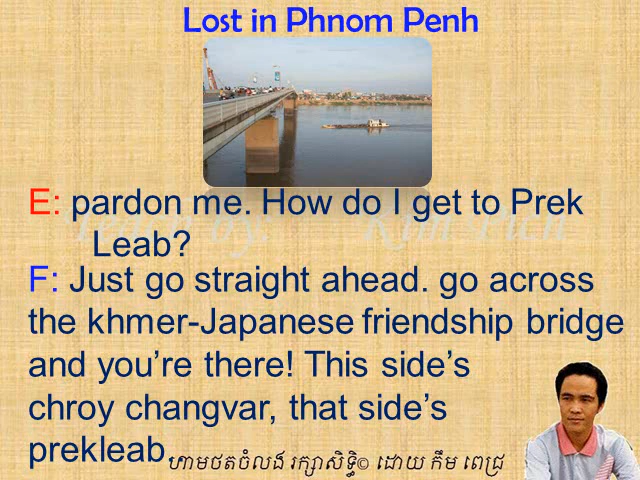 Lost in Phnom Penh
E: pardon me. How do I get to Prek
Leab?
F: Just go straight ahead. go across
the khmer-Japanese friendship bridge
and you’re there! This side’s
chroy changvar, that side’s
prekleab.
ហាមថតចំលង រក្សាសិទ្ធិ© ដោយ កឹម ពេជ្រ